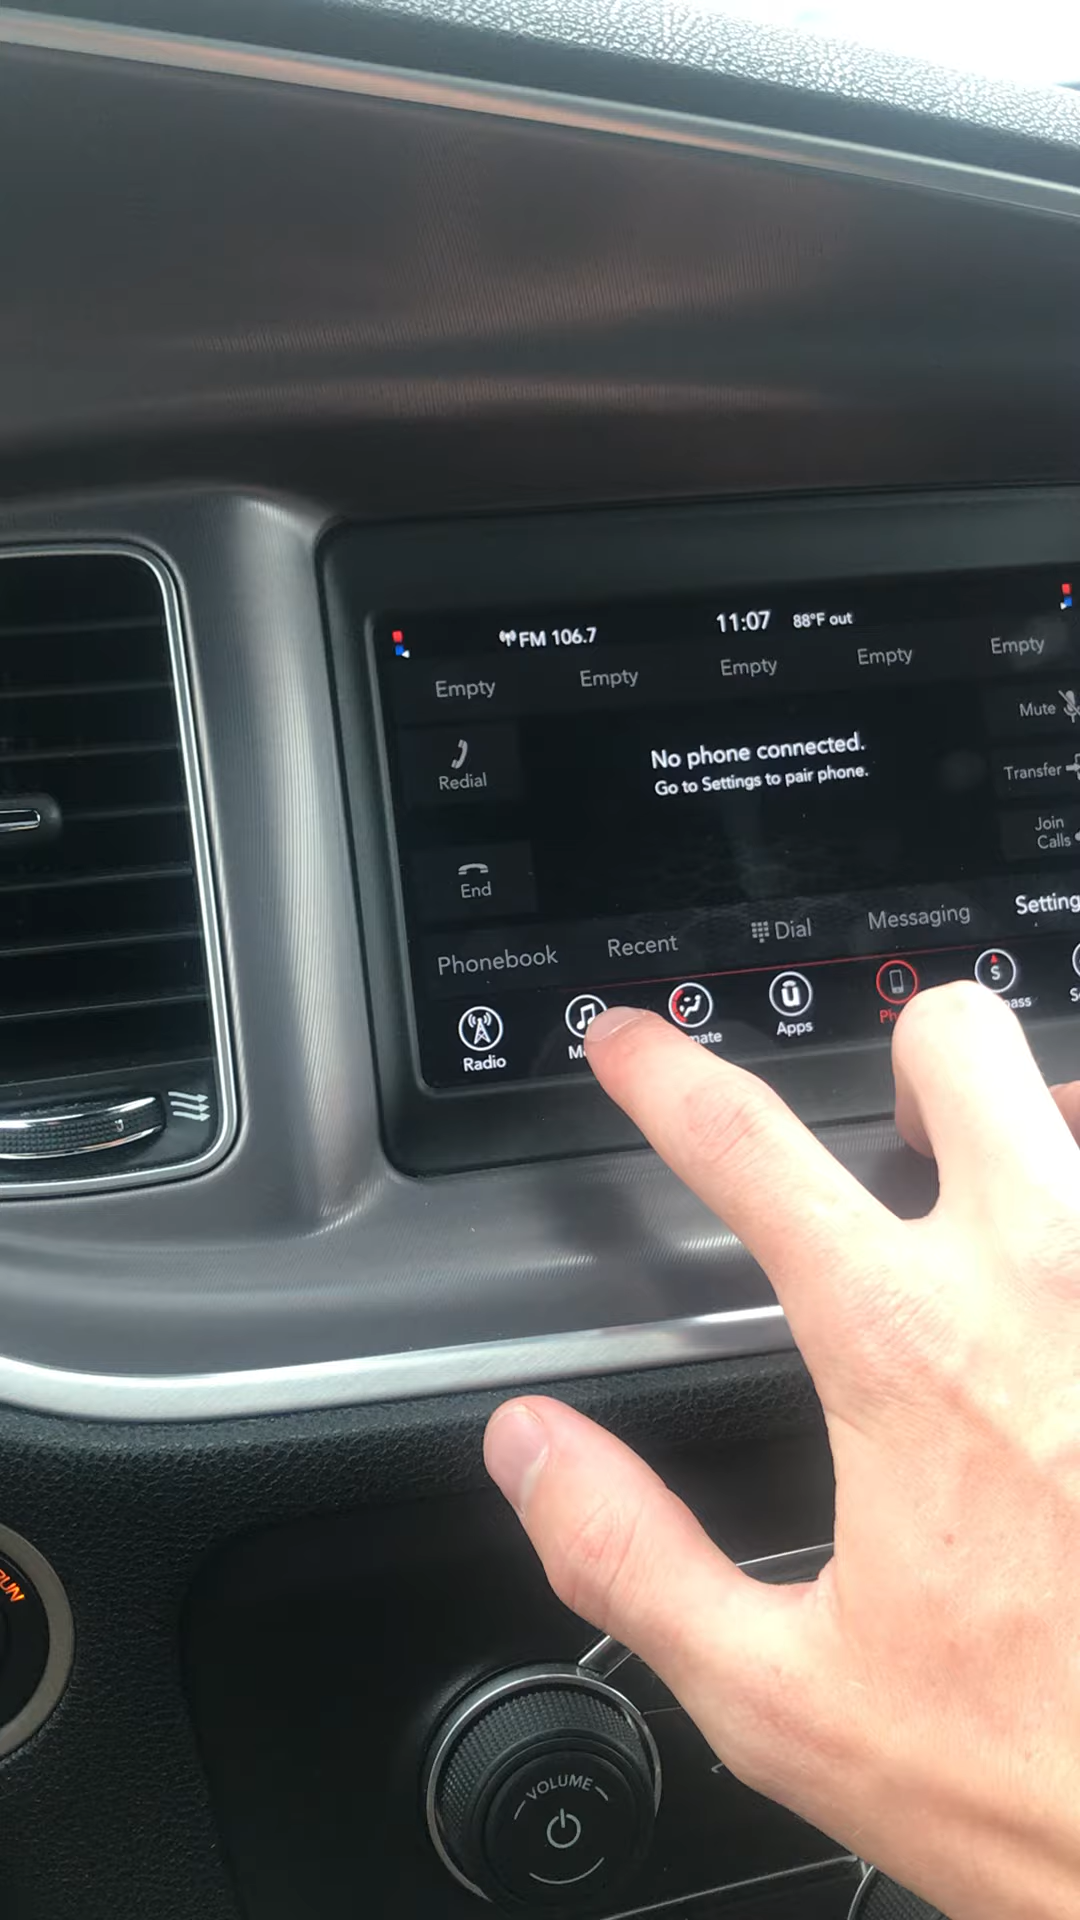 FM 106.7
11:07
88°F out
Empty
Empty
Empty
Empty
Empty
Redial
No phone connected.
Go to Settings to pair phone.
Mute
Transfer
Join
Calls
End
Phonebook
Recent
Dial
Messaging
Setting
Radio
Apps
S
VOLUME